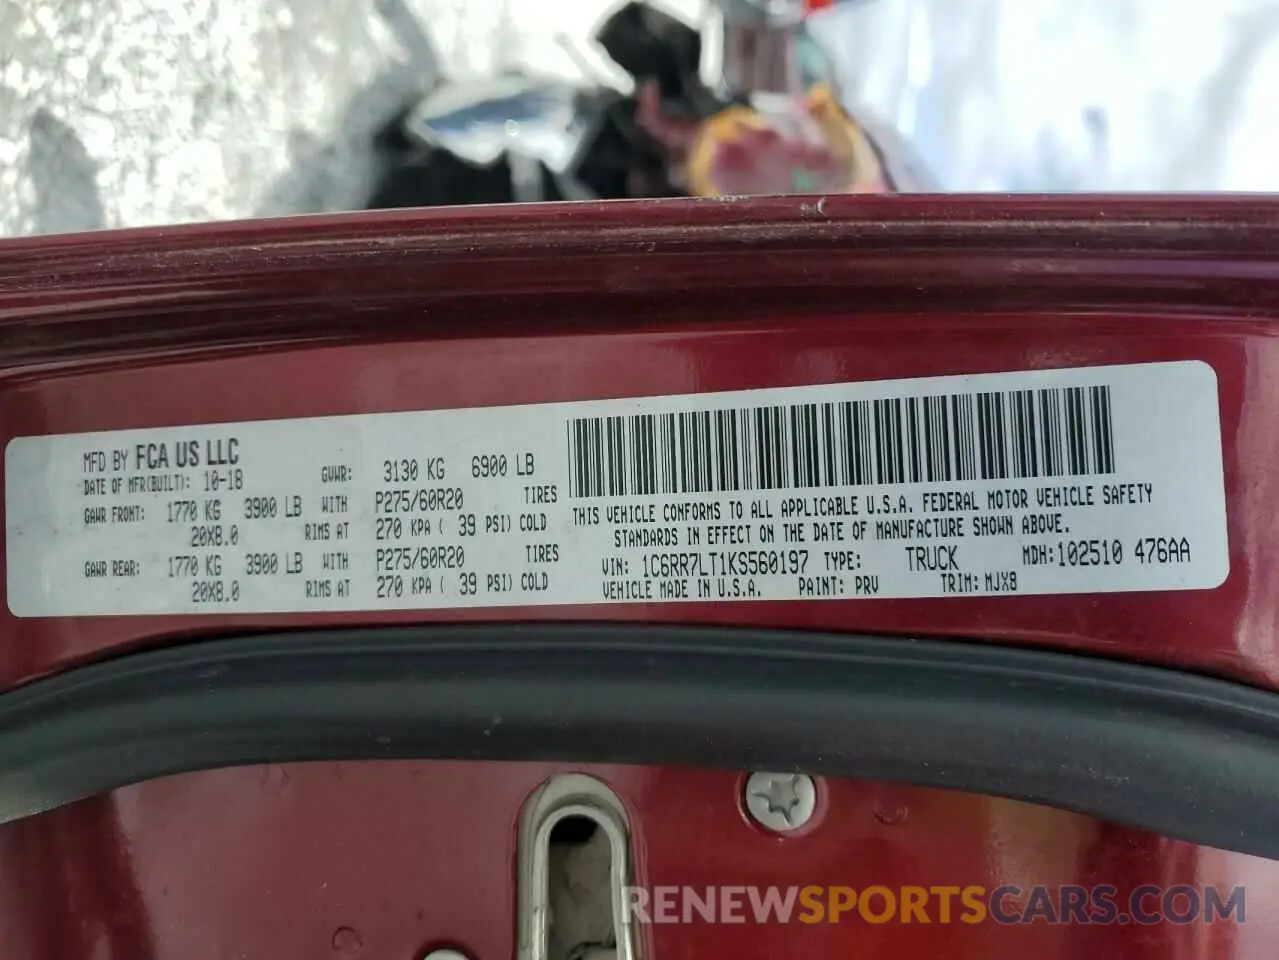 MFD BY FCA US LLC
DATE OF MFR(BUILT): 10-18 GVWR: 3130 KG 6900 LB
GAWR FRONT: 1770 KG 3900 LB WITH P275/60R20 TIRES
20X8.0 RIMS AT 270 KPA ( 39 PSI) COLD
GAWR REAR: 1770 KG 3900 LB WITH P275/60R20 TIRES
20X8.0 RIMS AT 270 KPA ( 39 PSI) COLD
THIS VEHICLE CONFORMS TO ALL APPLICABLE U.S.A. FEDERAL MOTOR VEHICLE SAFETY
STANDARDS IN EFFECT ON THE DATE OF MANUFACTURE SHOWN ABOVE.
VIN: 1C6RR7LT1KS560197 TYPE: TRUCK MDH:102510 476AA
VEHICLE MADE IN U.S.A. PAINT: PRV TRIM: MJX8
RENEWSPORTSCARS.COM